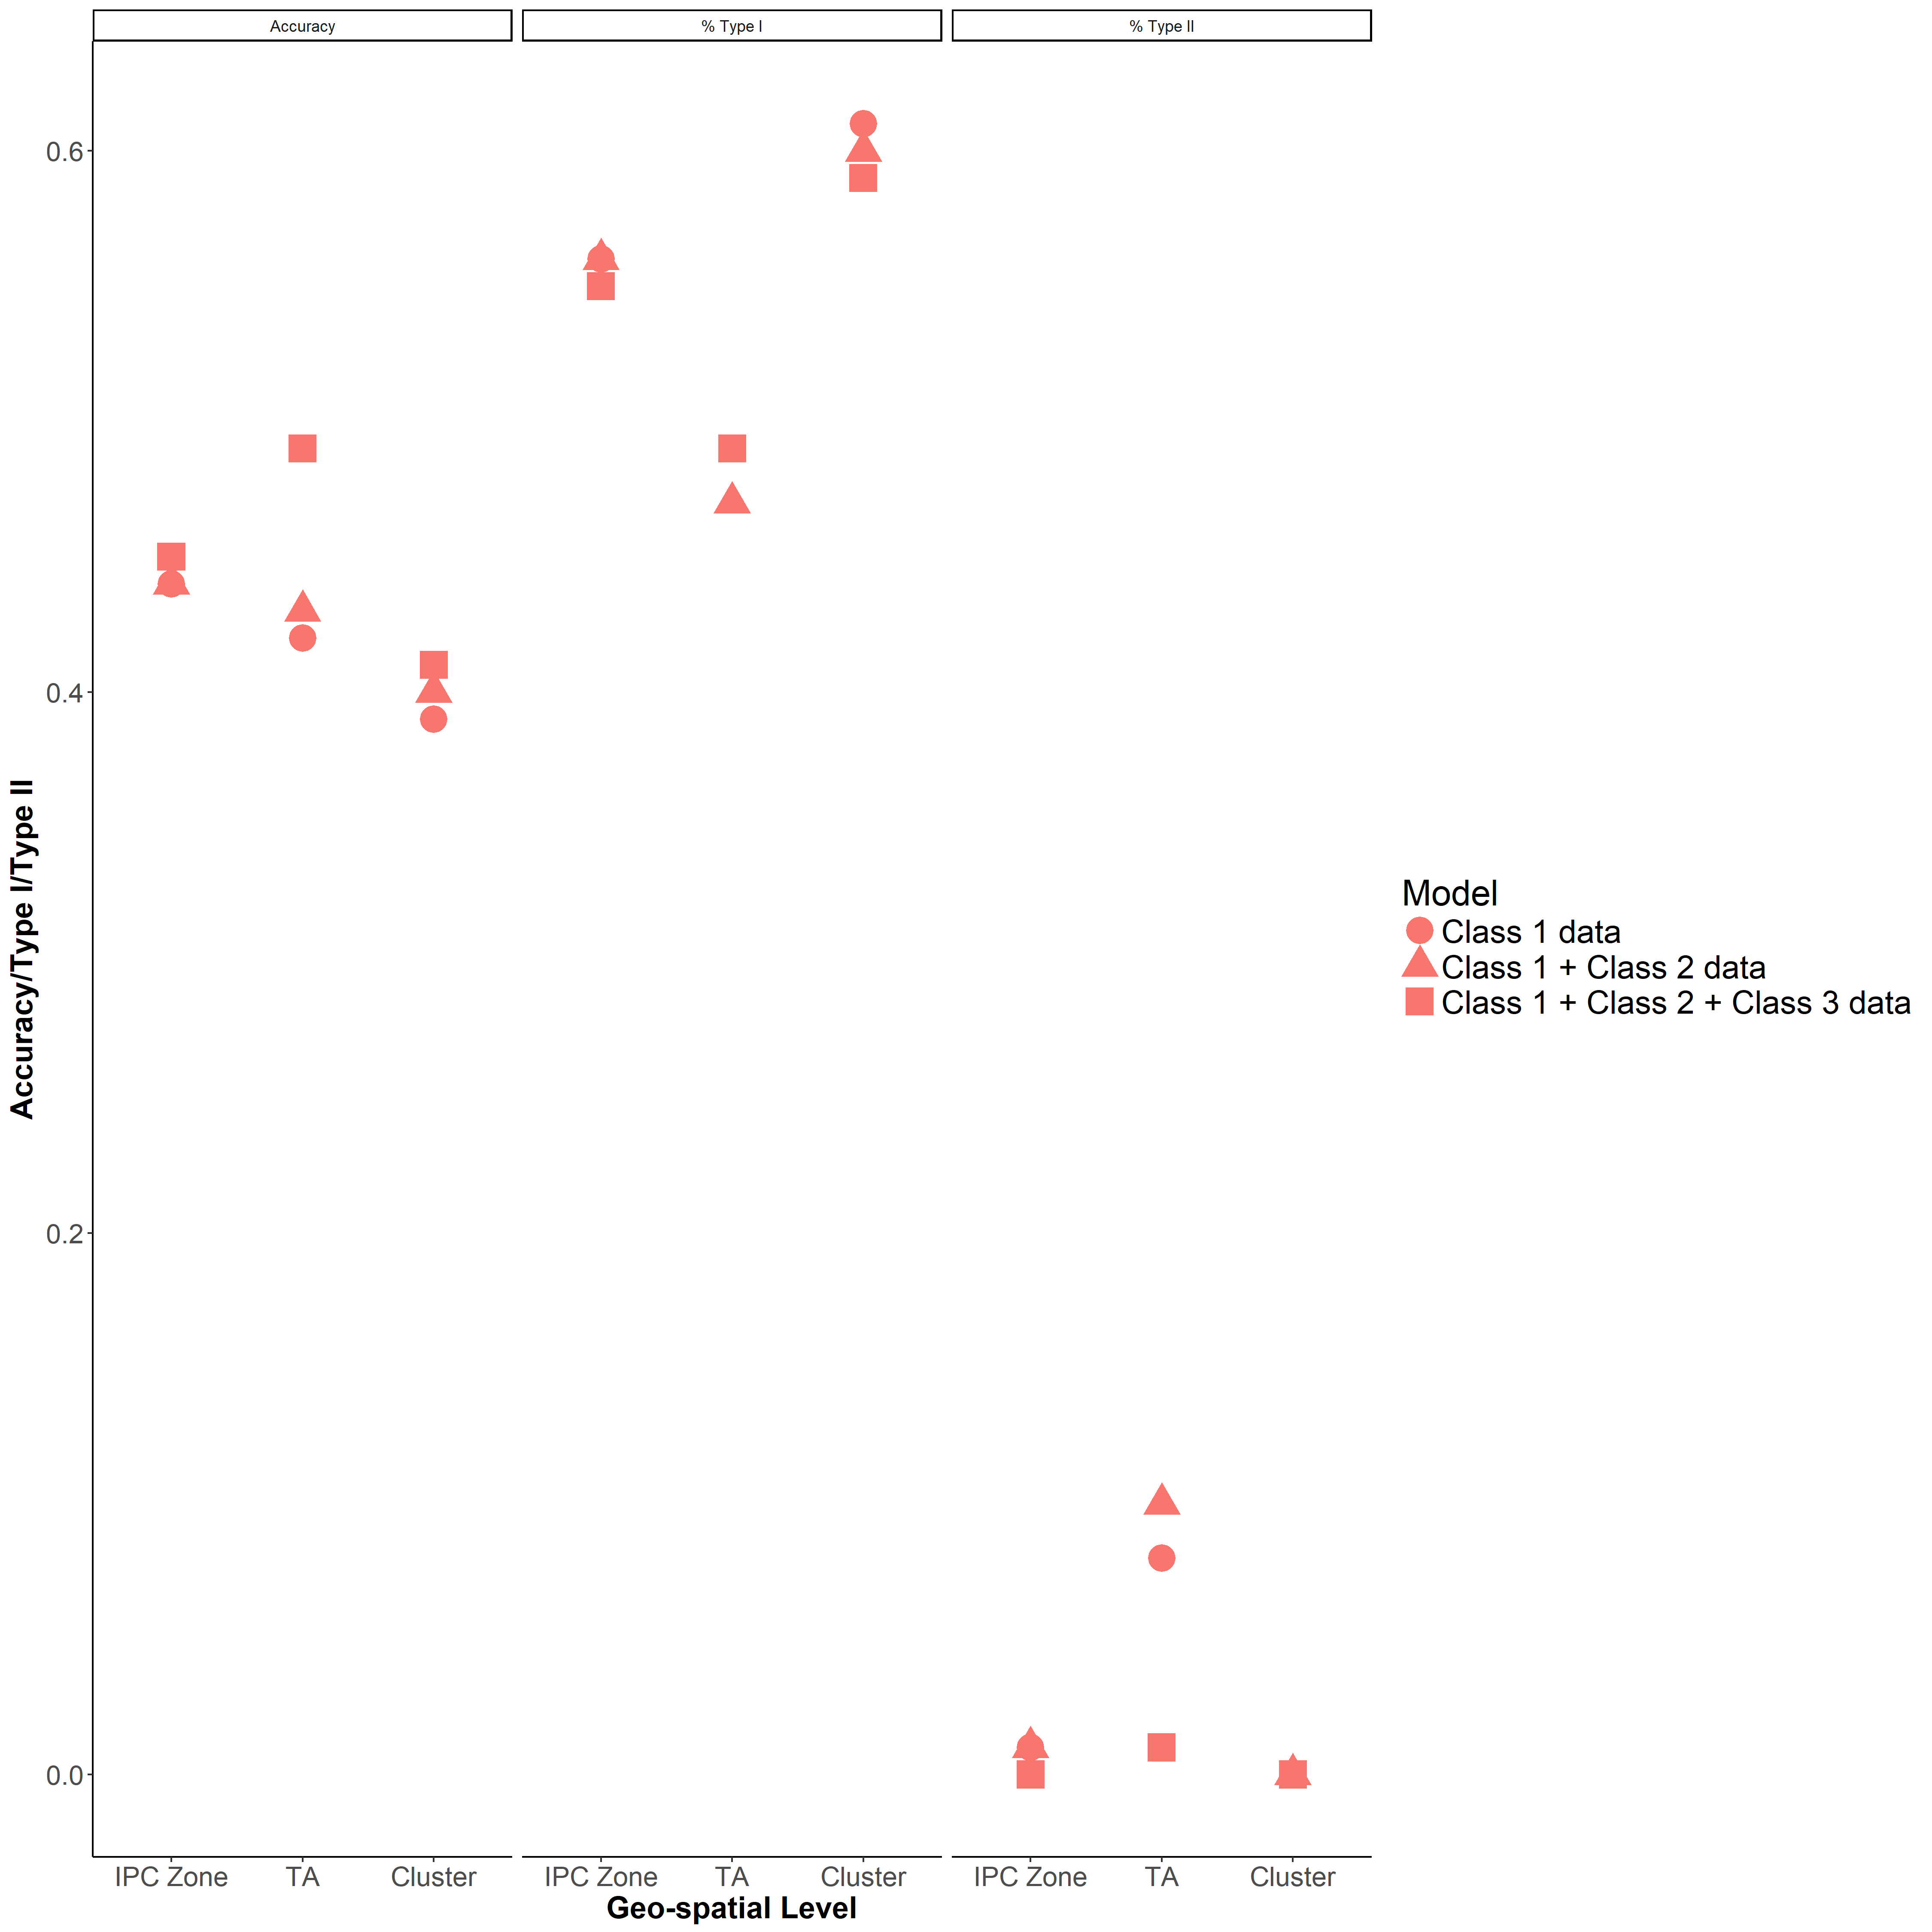 Accuracy
% Type I
% Type II
Accuracy/Type I/Type II
0.6
0.4
0.2
0.0
IPC Zone
TA
Cluster
IPC Zone
TA
Cluster
IPC Zone
TA
Cluster
Geo-spatial Level
Model
Class 1 data
Class 1 + Class 2 data
Class 1 + Class 2 + Class 3 data